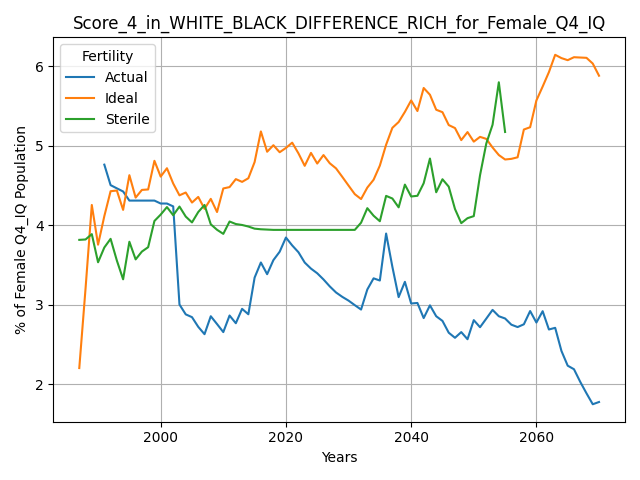 Score_4_in_WHITE_BLACK_DIFFERENCE_RICH_for_Female_Q4_IQ
Fertility
Actual
Ideal
Sterile
% of Female Q4_IQ Population
6
5
4
3
2
2000
2020
2040
2060
Years